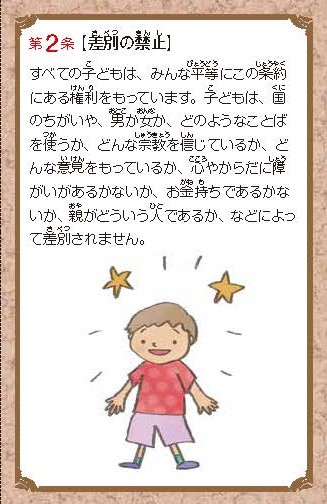 第2条【差別の禁止】
すべての子どもは、みんな平等にこの条約
にある権利をもっています。子どもは、国
のちがいや、男か女か、どのようなことば
を使うか、どんな宗教を信じているか、どん
な意見をもっているか、心やからだに障
がいがあるかないか、お金持ちであるかな
いか、親がどういう人であるか、などによっ
て差別されません。